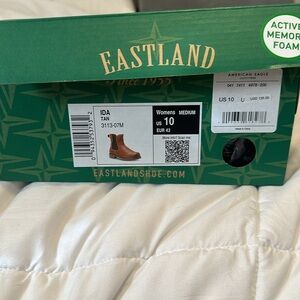 ACTIVE
MEMORY
FOAM
EASTLAND
Since 1955
IDA
TAN
3113-07M
Womens MEDIUM
US 10
EUR 42
AMERICAN EAGLE
US 10
U
EASTLANDSHOE.COM